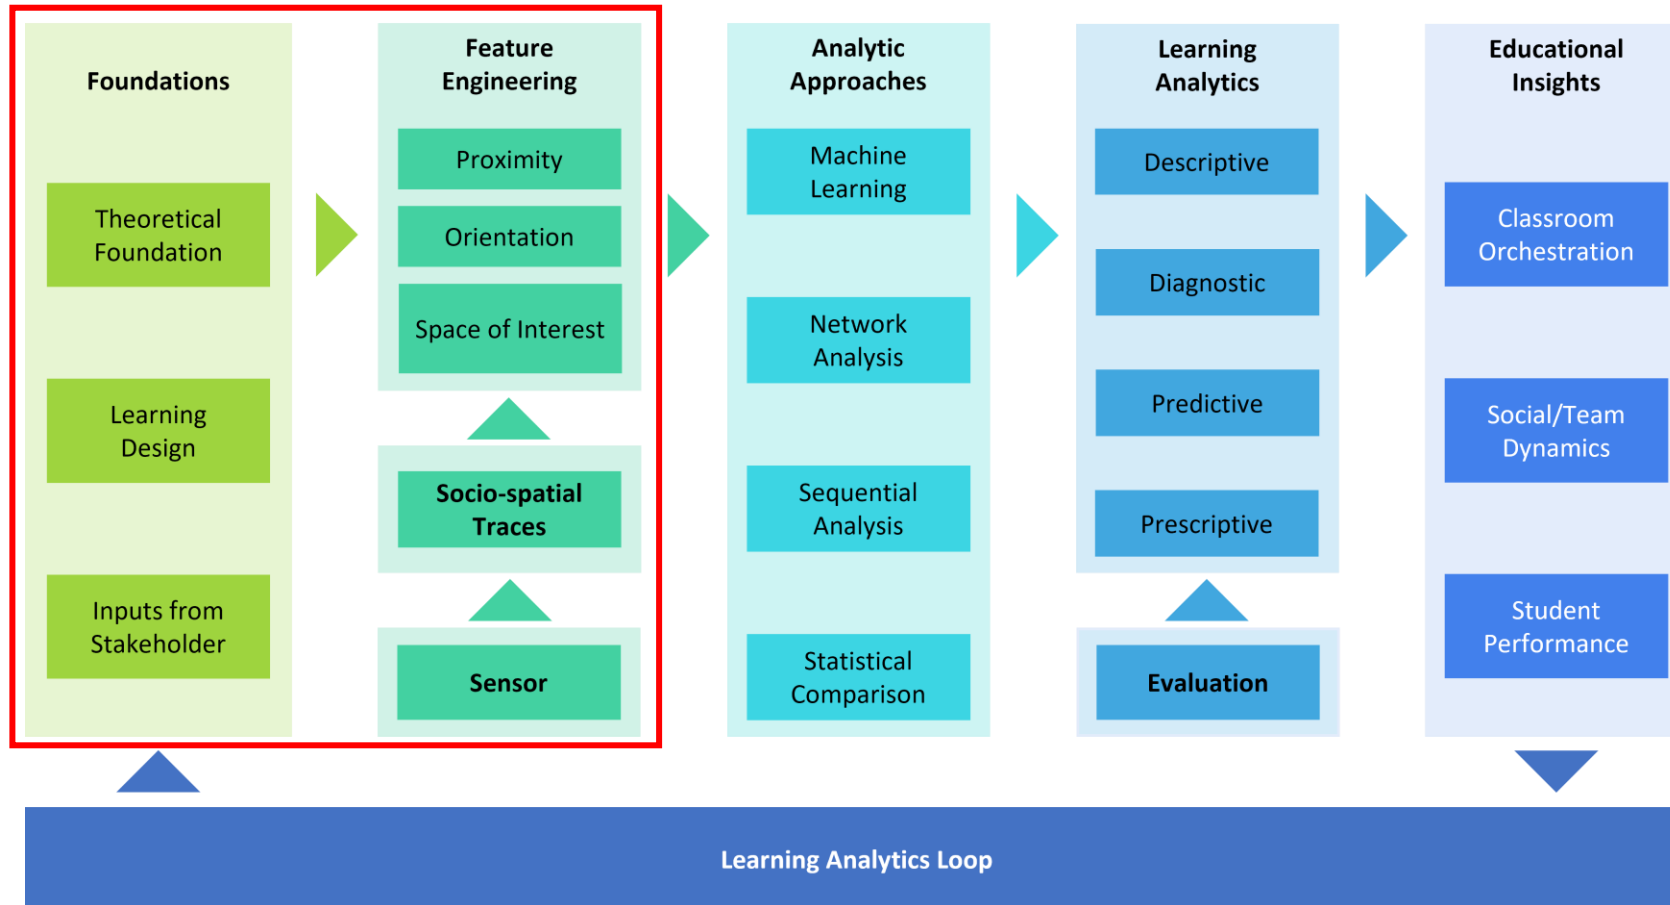 Foundations
Theoretical
Foundation
Learning
Design
Inputs from
Stakeholder
Feature
Engineering
Proximity
Orientation
Space of Interest
Socio-spatial
Traces
Sensor
Analytic
Approaches
Machine
Learning
Network
Analysis
Sequential
Analysis
Statistical
Comparison
Learning
Analytics
Descriptive
Diagnostic
Predictive
Prescriptive
Evaluation
Educational
Insights
Classroom
Orchestration
Social/Team
Dynamics
Student
Performance
Learning Analytics Loop